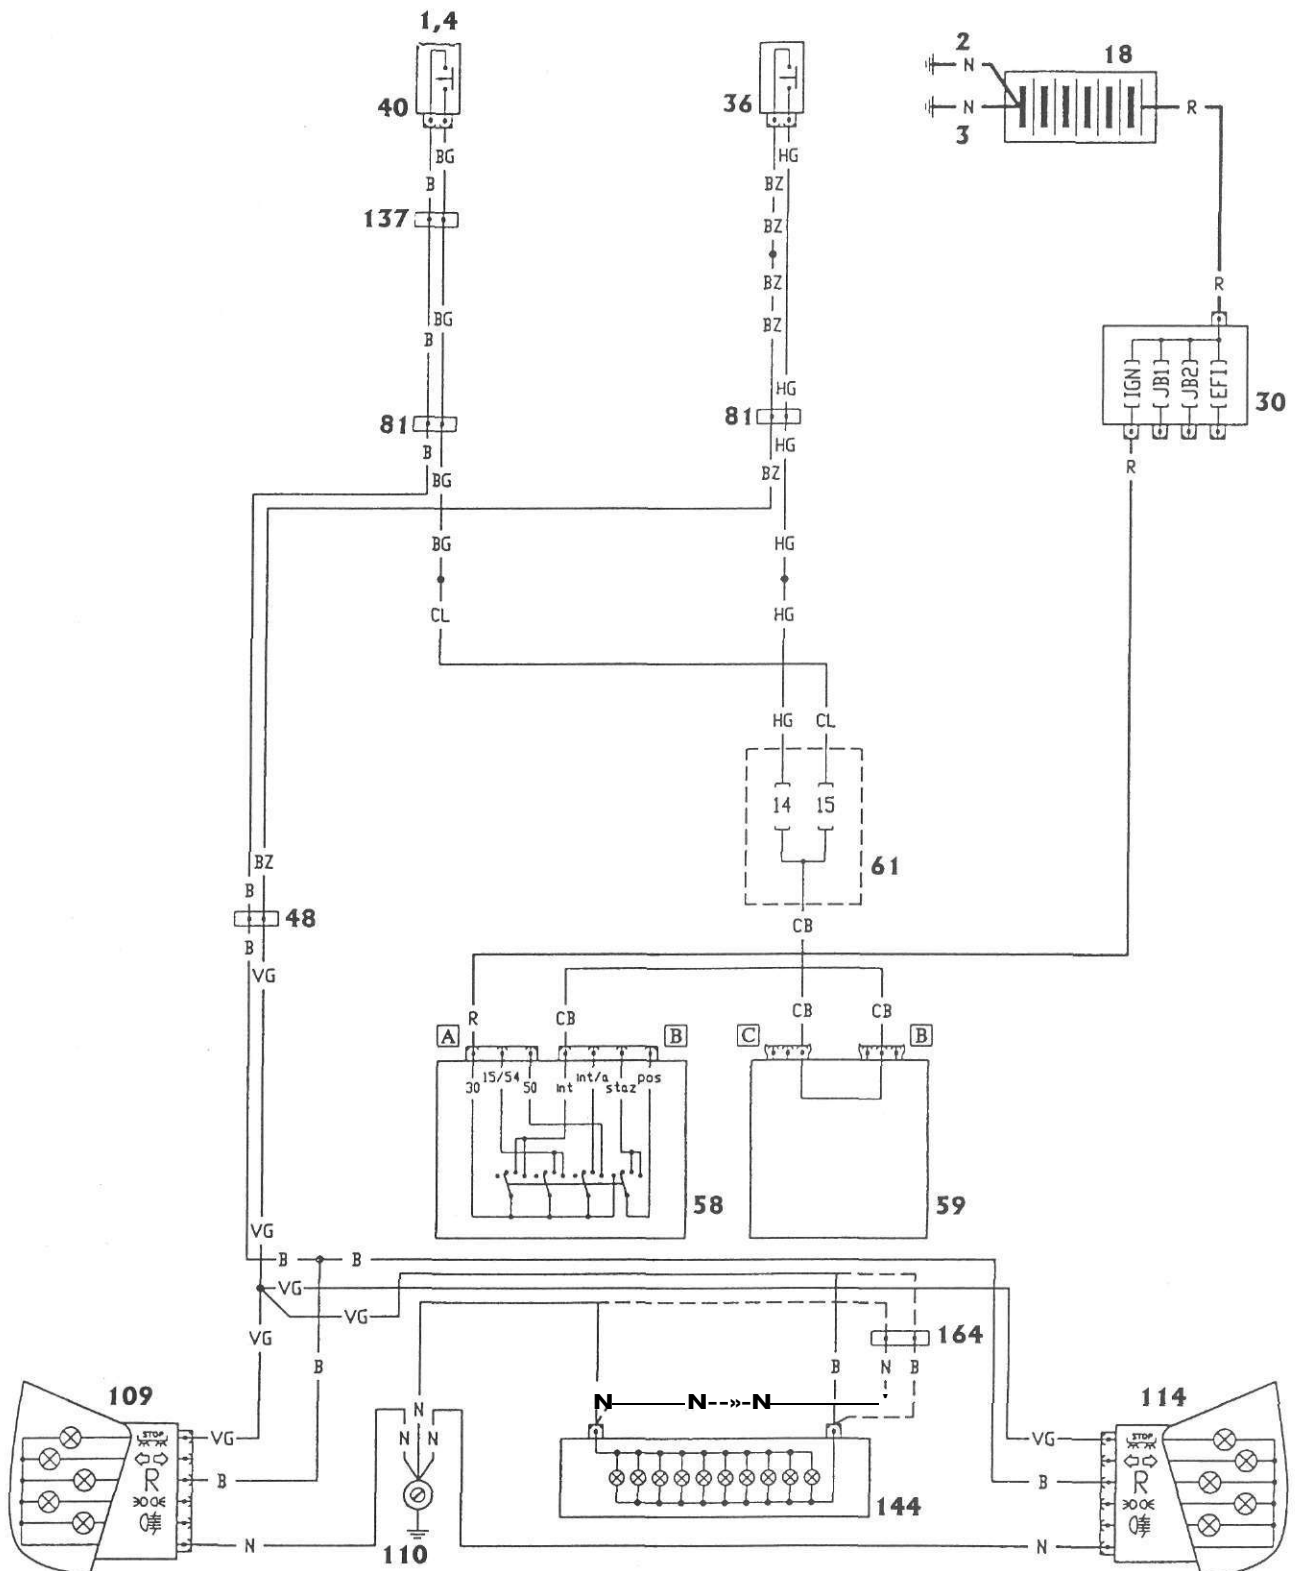 1,4
2
N
18
40
36
N
3
R
BG
HG
B
BZ
137
BZ
BZ
R
BG
BZ
B
IGN
JB1
JB2
EFI
30
HG
81
81
B
HG
R
BG
BZ
BG
HG
CL
HG
HG
CL
14
15
61
BZ
B
48
CB
B
VG
R
CB
CB
CB
A
B
C
B
30
15/54
50
int
int/a
staz
pos
58
59
VG
B
B
VG
VG
VG
164
B
B
N
B
109
N
N
N--»-N
114
VG
STOP
N
N
VG
STOP
B
B
R
R
144
N
110
N